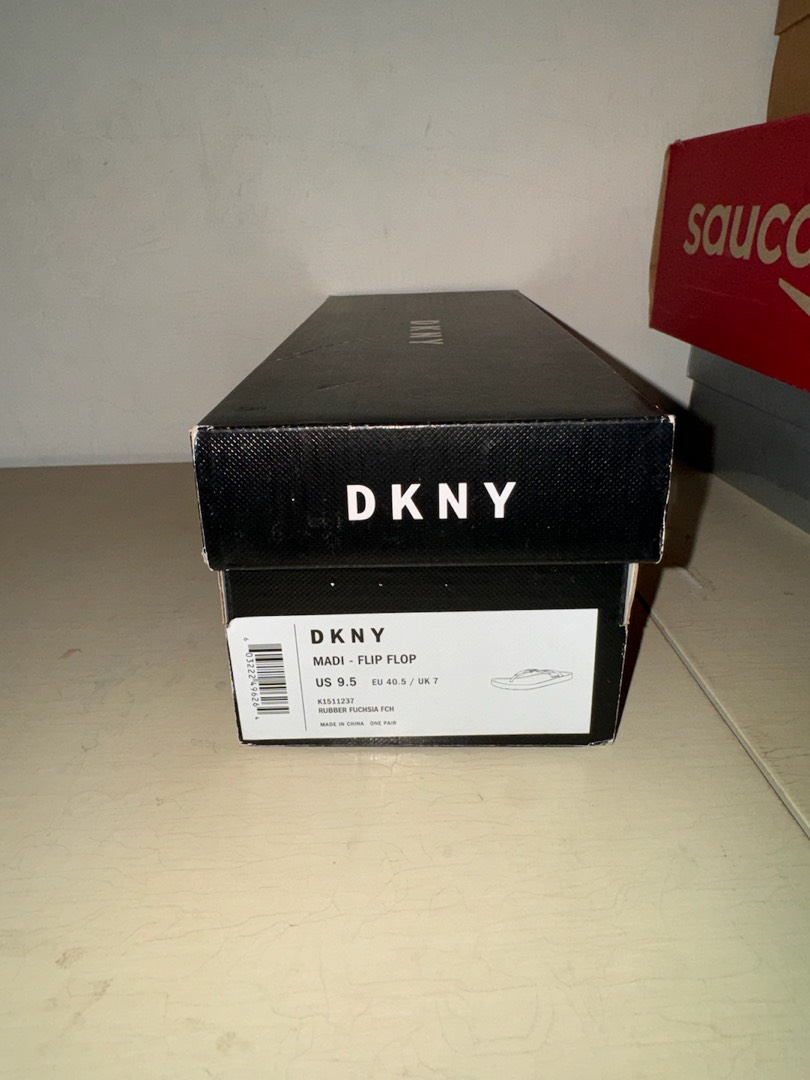 DKNY
DKNY
DKNY
MADI - FLIP FLOP
US 9.5 EU 40.5 / UK 7
K1511237
RUBBER FUCHSIA FCH
MADE IN CHINA ONE PAIR
sauco